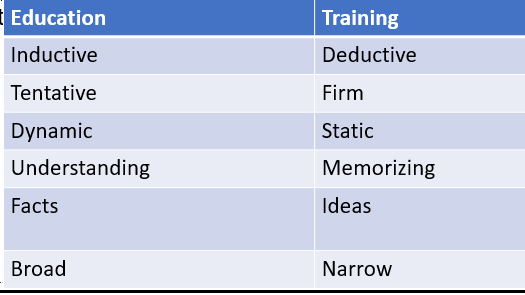 Education Training
Inductive Deductive
Tentative Firm
Dynamic Static
Understanding Memorizing
Facts Ideas
Broad Narrow